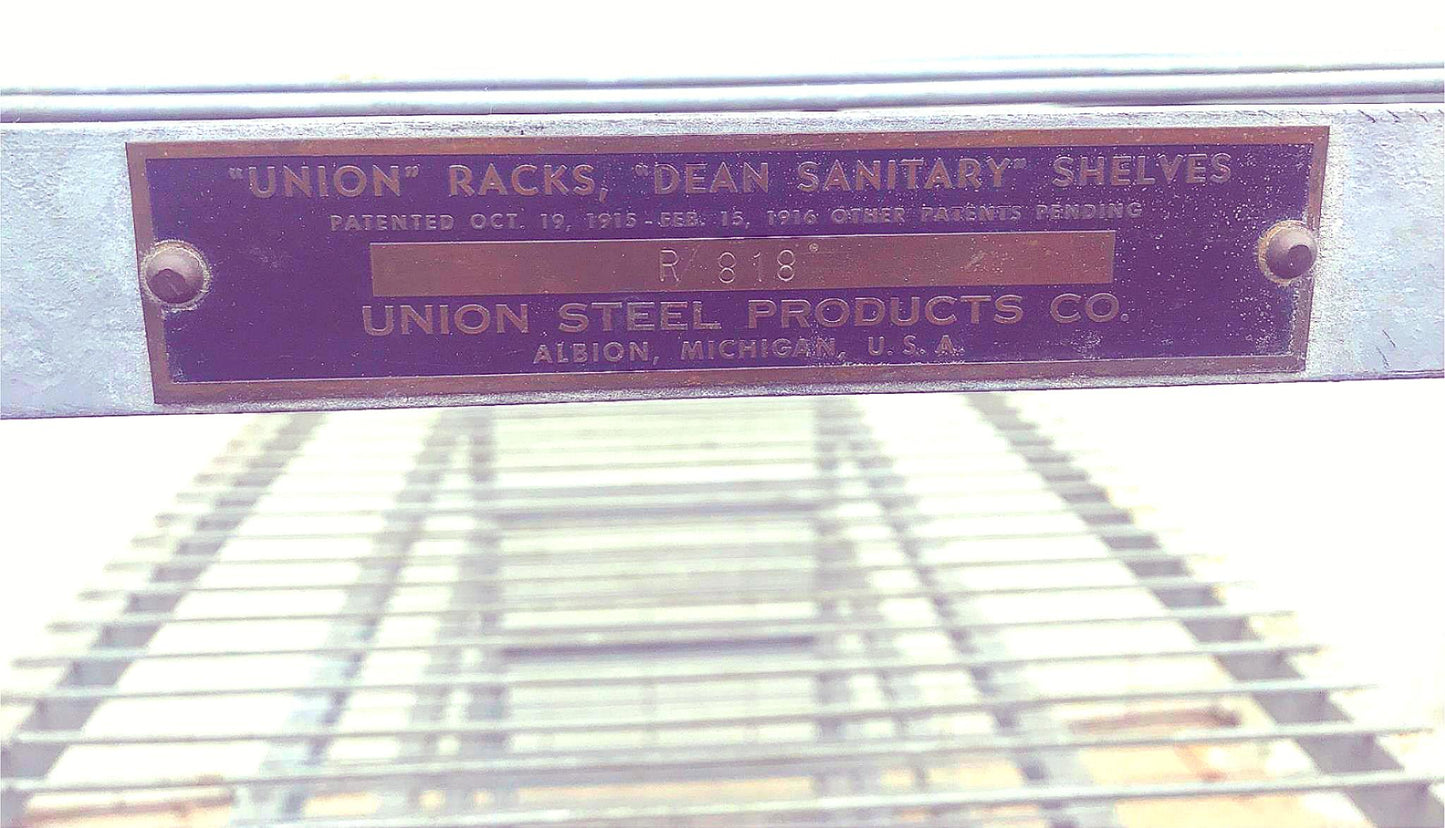 "UNION" RACKS, "DEAN SANITARY" SHELVES
PATENTED OCT. 19, 1915 - FEB. 15, 1916 OTHER PATENTS PENDING
R/ 818
UNION STEEL PRODUCTS CO.
ALBION, MICHIGAN, U.S.A.